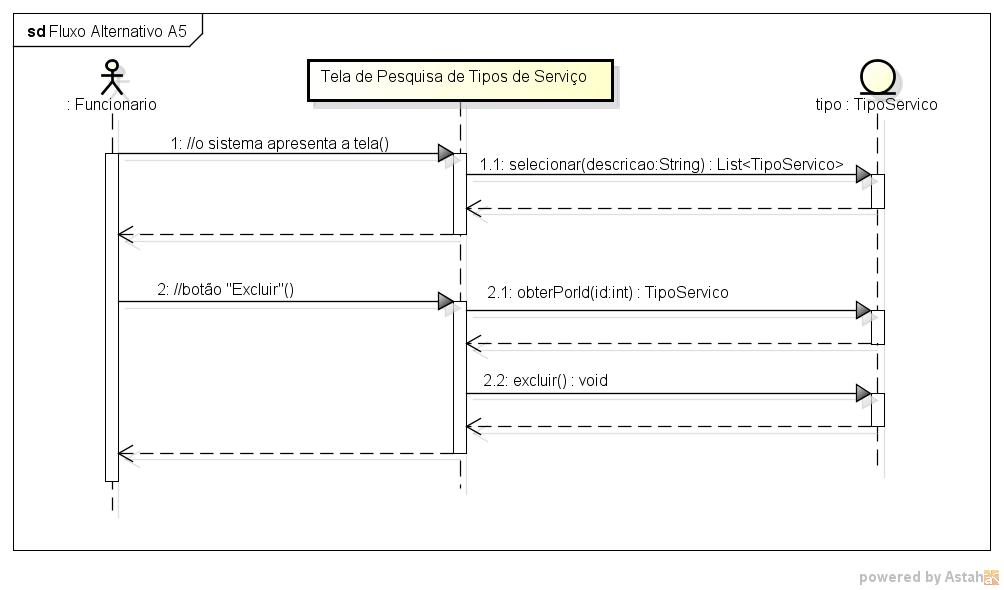 sd Fluxo Alternativo A5
Tela de Pesquisa de Tipos de Serviço
: Funcionario
tipo : TipoServico
1: //o sistema apresenta a tela()
1.1: selecionar(descricao:String) : List<TipoServico>
2: //botão "Excluir"()
2.1: obterPorId(id:int) : TipoServico
2.2: excluir() : void
powered by Astah